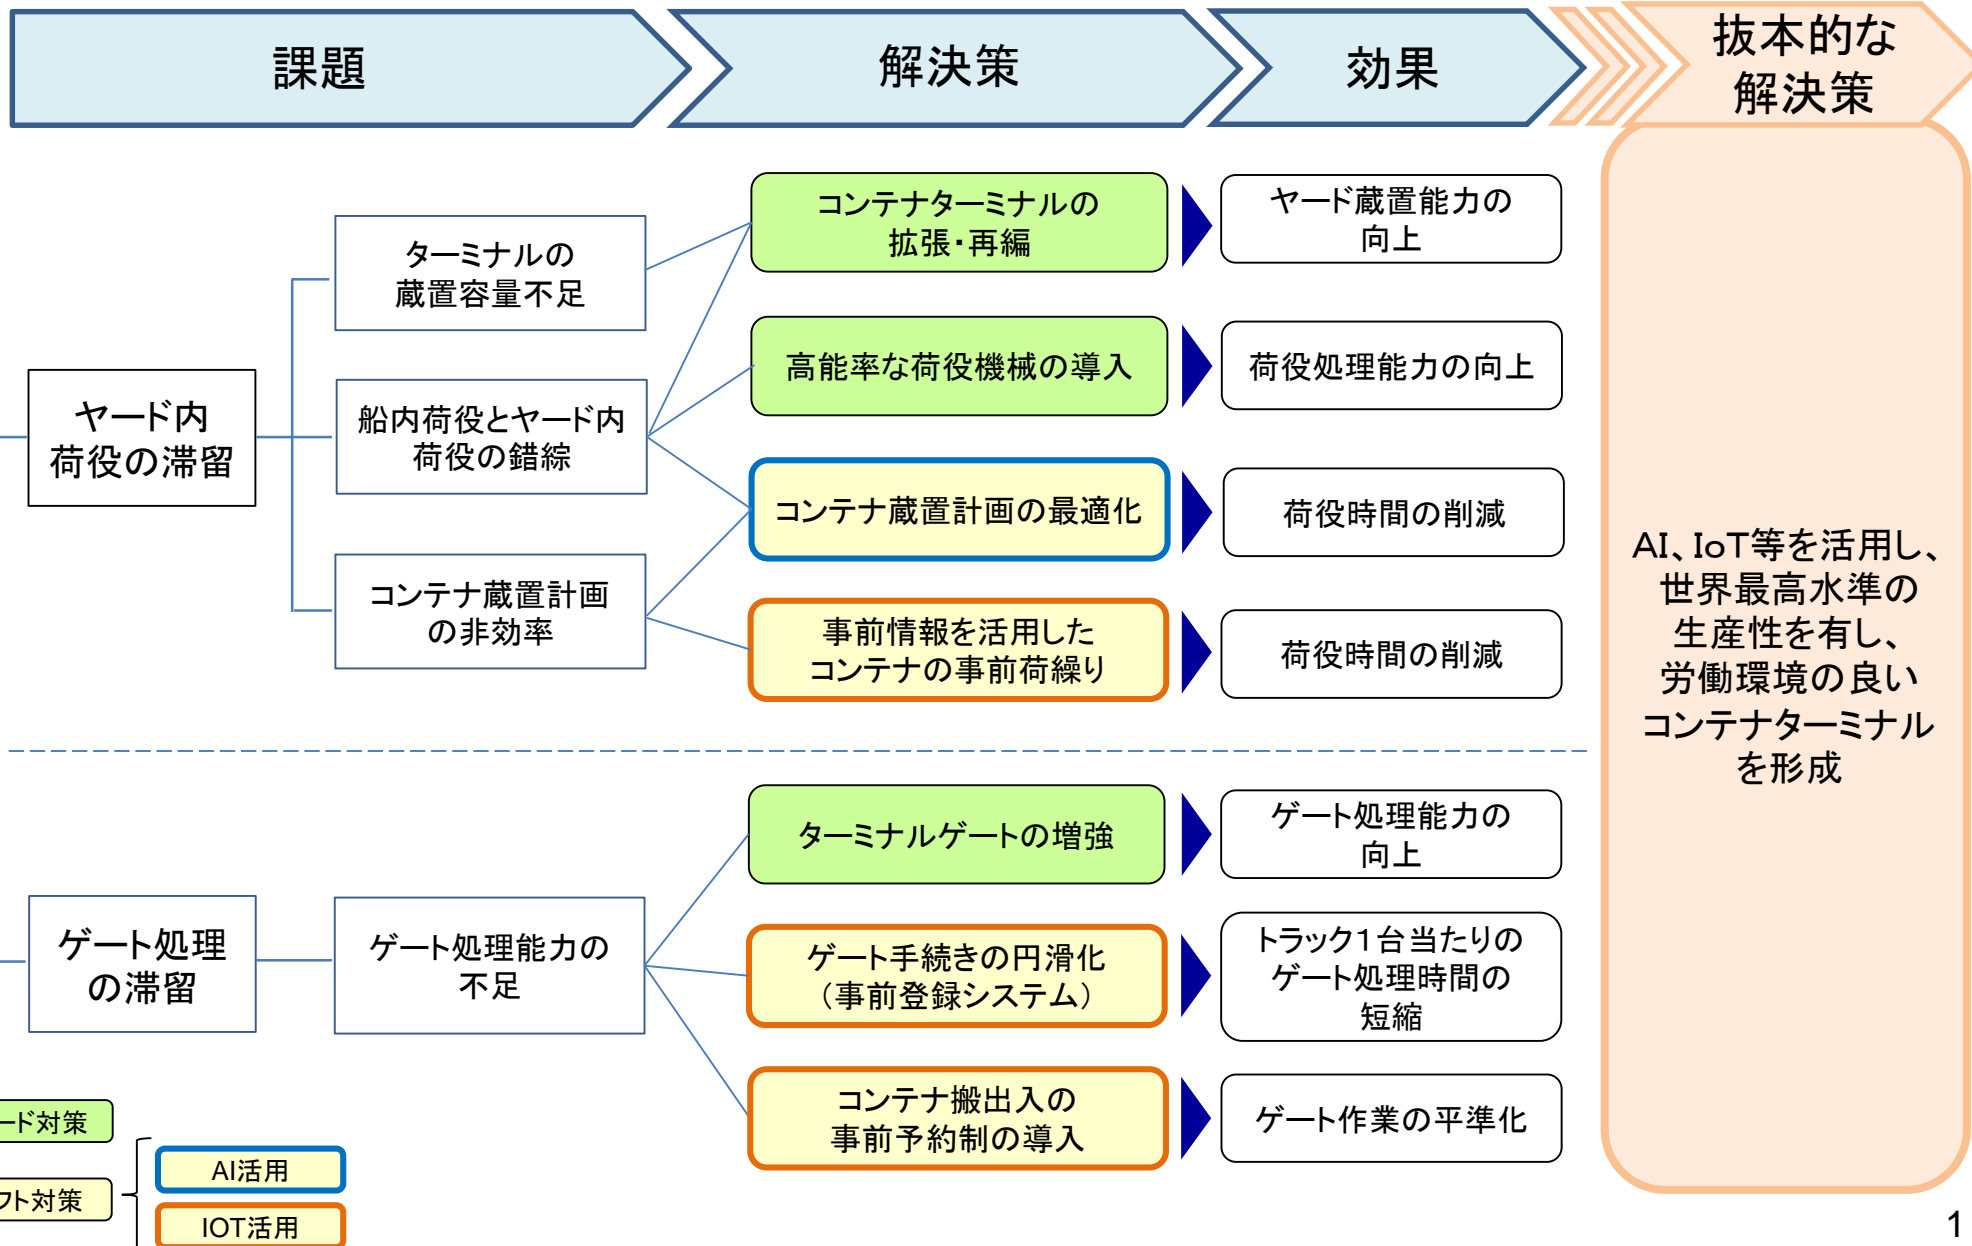 課題
解決策
効果
抜本的な
解決策
ヤード内
荷役の滞留
ターミナルの
蔵置容量不足
船内荷役とヤード内
荷役の錯綜
コンテナ蔵置計画
の非効率
コンテナターミナルの
拡張・再編
ヤード蔵置能力の
向上
高能率な荷役機械の導入
荷役処理能力の向上
コンテナ蔵置計画の最適化
荷役時間の削減
事前情報を活用した
コンテナの事前荷繰り
荷役時間の削減
AI、IoT等を活用し、
世界最高水準の
生産性を有し、
労働環境の良い
コンテナターミナル
を形成
ゲート処理
の滞留
ゲート処理能力の
不足
ターミナルゲートの増強
ゲート処理能力の
向上
ゲート手続きの円滑化
（事前登録システム）
トラック１台当たりの
ゲート処理時間の
短縮
コンテナ搬出入の
事前予約制の導入
ゲート作業の平準化
ード対策
フト対策
AI活用
IOT活用
1